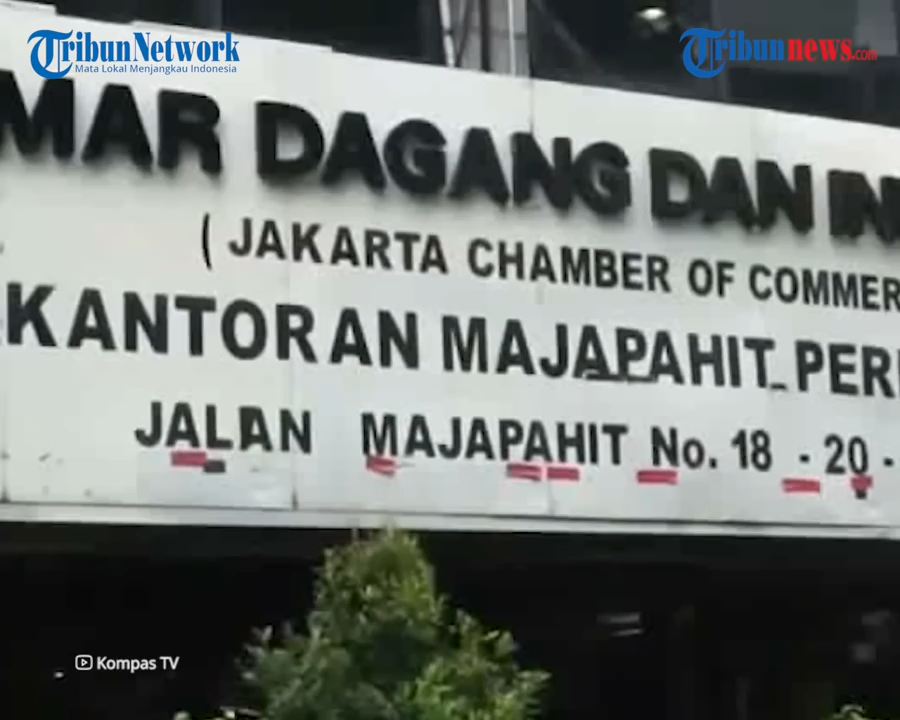 TribunNetwork
Mata Lokal Menjangkau Indonesia
Tribunnews.com
MAR DAGANG DAN IN
( JAKARTA CHAMBER OF COMMER
KANTORAN MAJAPAHIT PER
JALAN MAJAPAHIT No. 18 - 20 -
Kompas TV